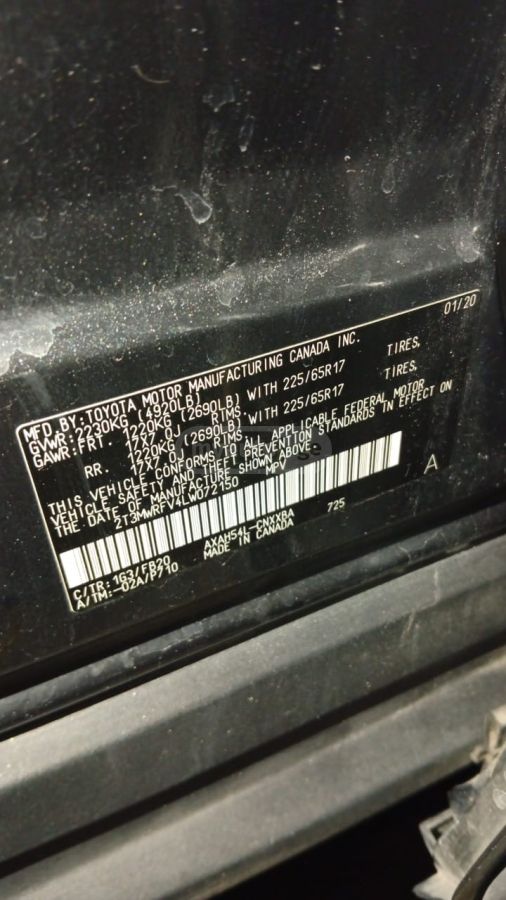 01/20
MFD.BY:TOYOTA MOTOR MANUFACTURING CANADA INC.
GVWR:2230KG (4920LB)
GAWR:FRT 1220KG (2690LB) WITH 225/65R17 TIRES,
17X7 0J RIMS.
RR. 1220KG (2690LB) WITH 225/65R17 TIRES,
17X7 0J RIMS.
THIS VEHICLE CONFORMS TO ALL APPLICABLE FEDERAL MOTOR
VEHICLE SAFETY AND THEFT PREVENTION STANDARDS IN EFFECT ON
THE DATE OF MANUFACTURE SHOWN ABOVE.
2T3MWRFV4LW072150 MPV A
C/TR:1G3/FB20 AXAH54L-CNXXBA 725
A/TM:-02A/P710 MADE IN CANADA